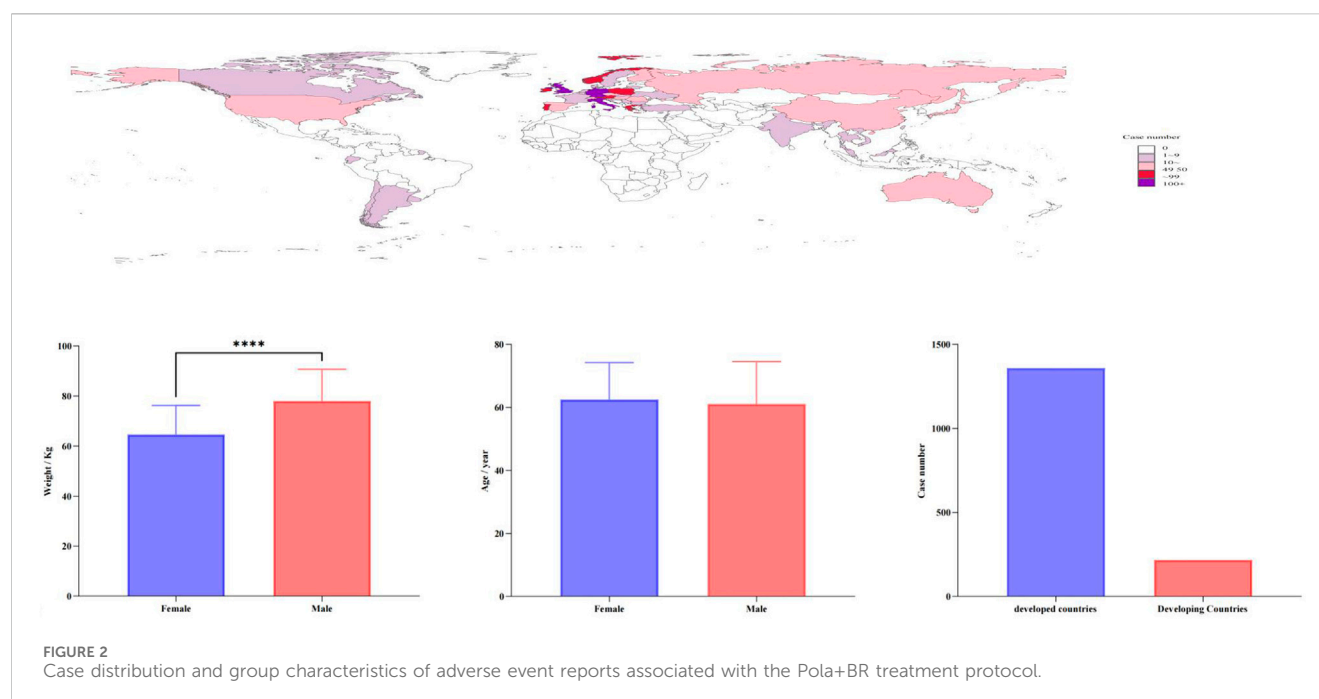 Case number
0
1~9
10~
49.50
~99
100+
****
100
80
60
40
20
0
Weight / Kg
Female
Male
80
60
40
20
0
Age / year
Female
Male
1500
1000
500
0
Case number
developed countries
Developing Countries
FIGURE 2
Case distribution and group characteristics of adverse event reports associated with the Pola+BR treatment protocol.